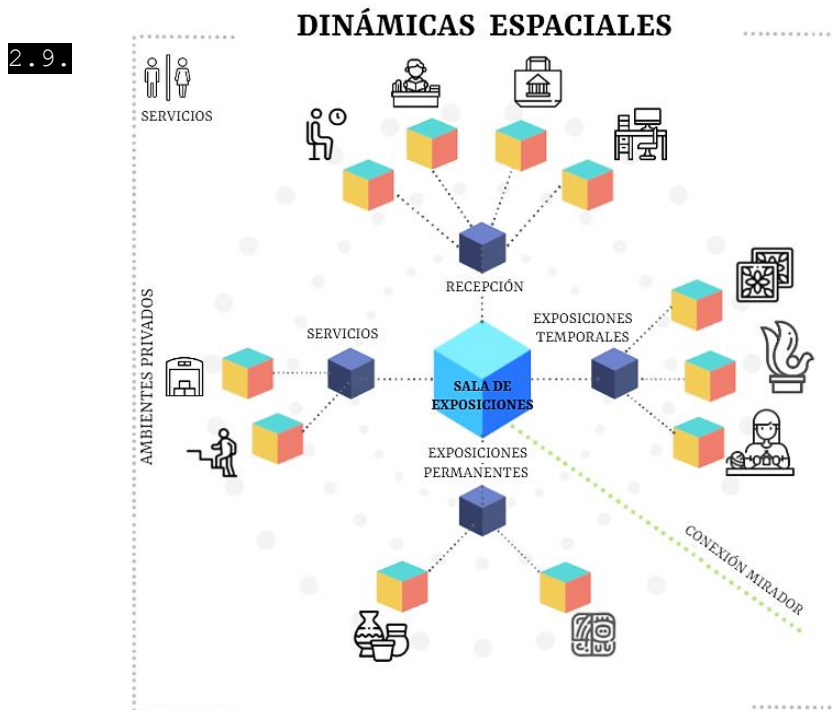 DINÁMICAS ESPACIALES
2.9.
SERVICIOS
RECEPCIÓN
EXPOSICIONES
TEMPORALES
SERVICIOS
AMBIENTES PRIVADOS
SALA DE
EXPOSICIONES
EXPOSICIONES
PERMANENTES
CONEXIÓN MIRADOR